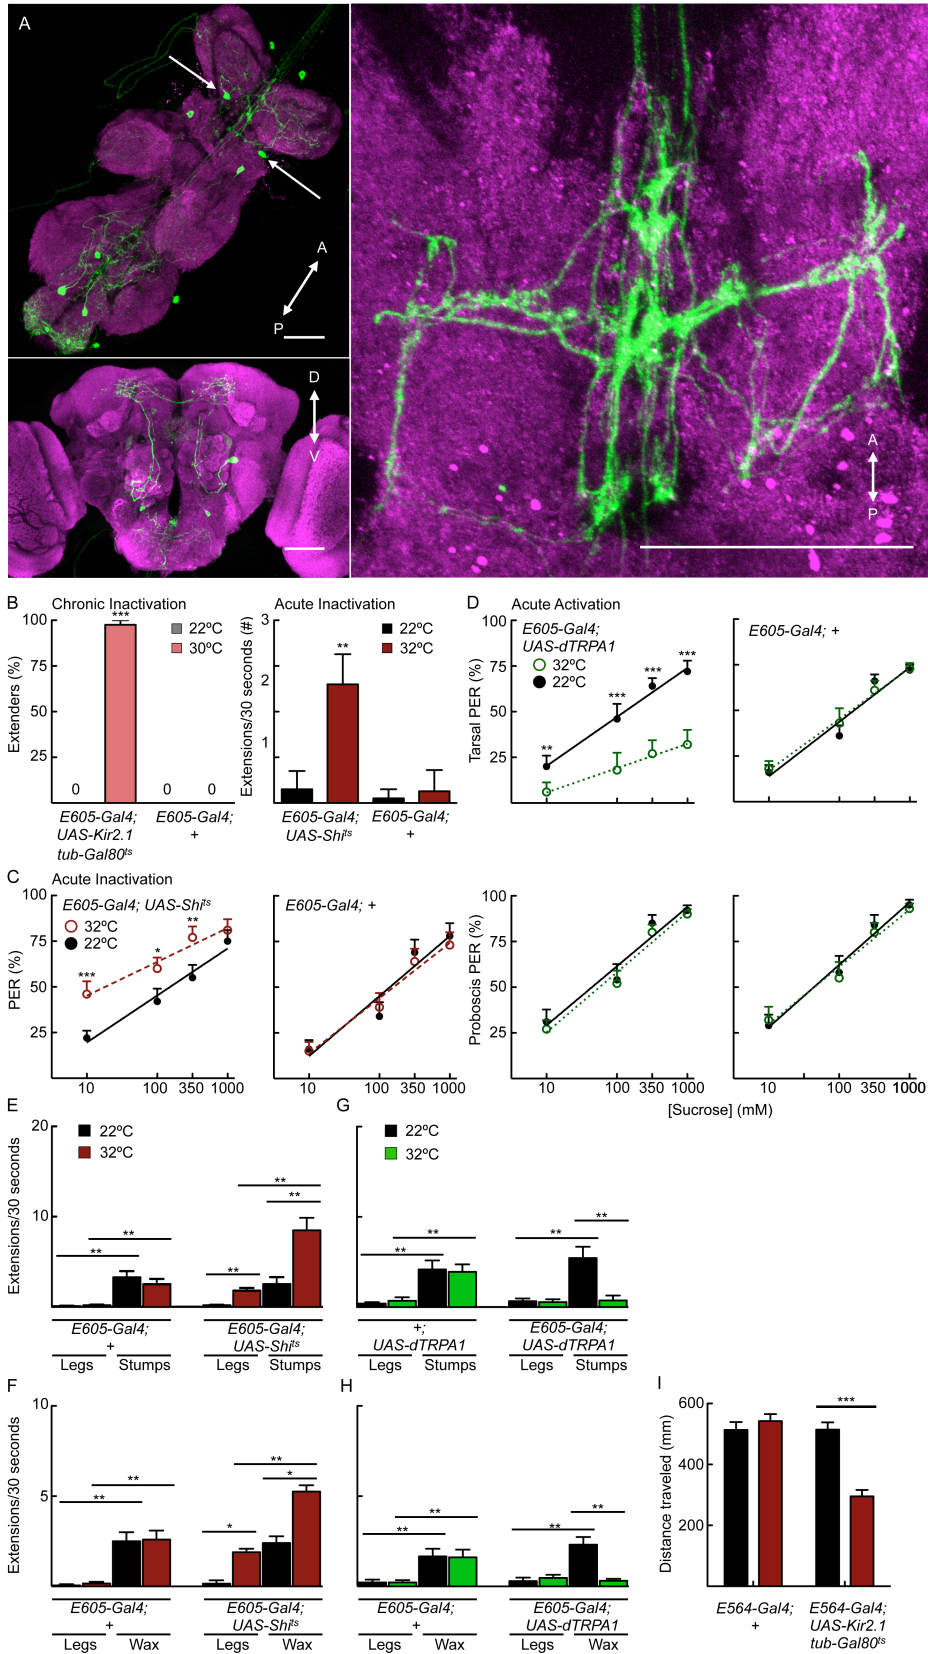 A
A
P
D
V
A
P
B
Chronic Inactivation
Extenders (%)
100
75
50
25
***
22ºC
30ºC
0
0
0
E605-Gal4;
UAS-Kir2.1
tub-Gal80ts
E605-Gal4;
+
Acute Inactivation
Extensions/30 seconds (#)
3
2
1
**
22ºC
32ºC
E605-Gal4;
UAS-Shits
E605-Gal4;
+
C
Acute Inactivation
E605-Gal4; UAS-Shits
32ºC
22ºC
PER (%)
100
75
50
25
***
*
**
10
100
350
1000
E605-Gal4; +
10
100
350
1000
D
Acute Activation
E605-Gal4;
UAS-dTRPA1
32ºC
22ºC
Tarsal PER (%)
100
75
50
25
**
***
***
***
E605-Gal4; +
Proboscis PER (%)
100
75
50
25
10
100
350
1000
10
100
350
1000
[Sucrose] (mM)
E
Extensions/30 seconds
20
10
22ºC
32ºC
**
**
**
**
**
E605-Gal4;
+
E605-Gal4;
UAS-Shits
Legs
Stumps
Legs
Stumps
G
22ºC
32ºC
**
**
**
**
+;
UAS-dTRPA1
E605-Gal4;
UAS-dTRPA1
Legs
Stumps
Legs
Stumps
F
Extensions/30 seconds
10
5
**
**
**
*
*
E605-Gal4;
+
E605-Gal4;
UAS-Shits
Legs
Wax
Legs
Wax
H
**
**
**
**
E605-Gal4;
+
E605-Gal4;
UAS-dTRPA1
Legs
Wax
Legs
Wax
I
Distance traveled (mm)
600
400
200
***
E564-Gal4;
+
E564-Gal4;
UAS-Kir2.1
tub-Gal80ts